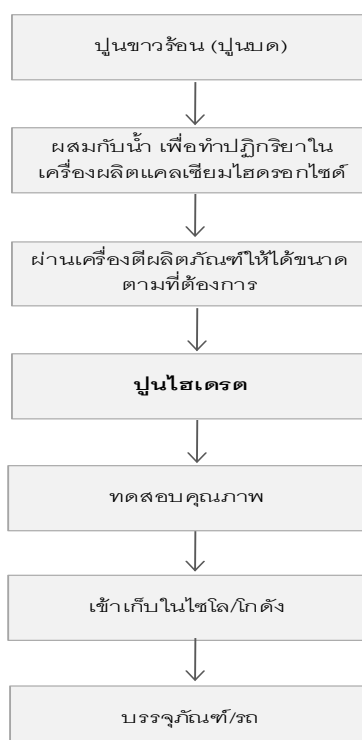 ปูนขาวร้อน (ปูนบด)
ผสมกับน้ำ เพื่อทำปฏิกริยาใน
เครื่องผลิตแคลเซียมไฮดรอกไซด์
ผ่านเครื่องตีผลิตภัณฑ์ให้ได้ขนาด
ตามที่ต้องการ
ปูนไฮเดรต
ทดสอบคุณภาพ
เข้าเก็บในไซโล/โกดัง
บรรจุภัณฑ์/รถ